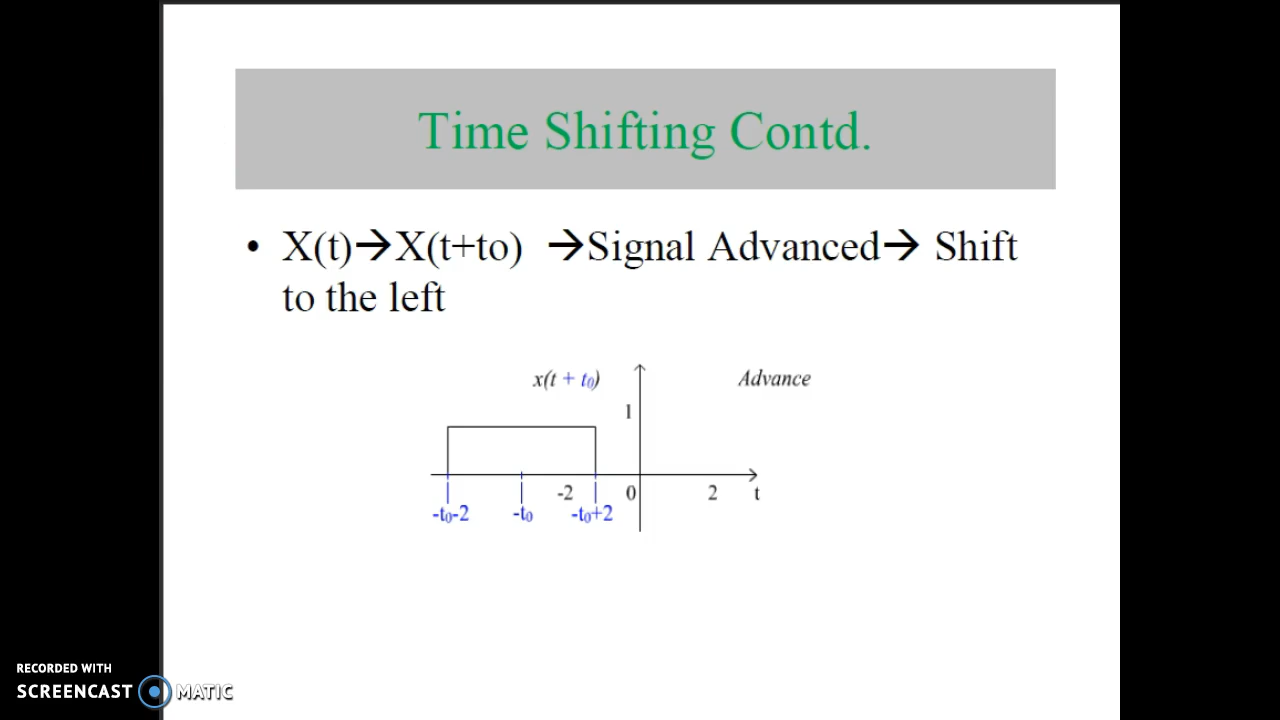 Time Shifting Contd.
• X(t)→X(t+to) →Signal Advanced→ Shift
to the left
x(t + t₀)
Advance
1
-2
0
2
t
-t₀-2
-t₀
-t₀+2
RECORDED WITH
SCREENCAST MATIC